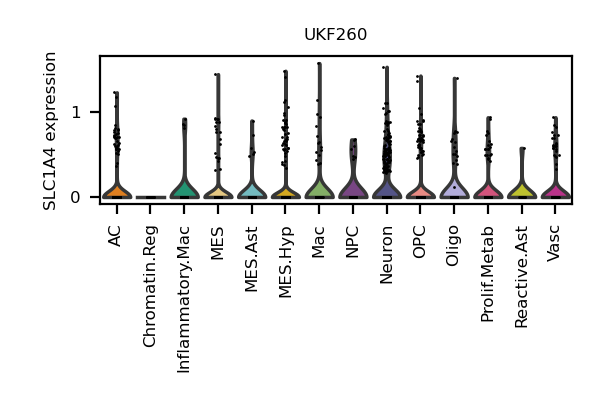 UKF260
SLC1A4 expression
1
0
AC
Chromatin.Reg
Inflammatory.Mac
MES
MES.Ast
MES.Hyp
Mac
NPC
Neuron
OPC
Oligo
Prolif.Metab
Reactive.Ast
Vasc